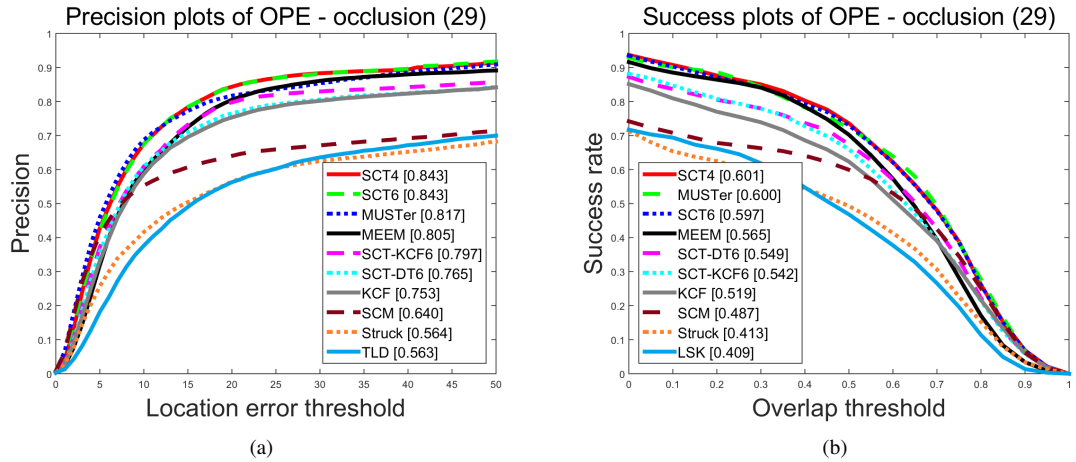 Precision plots of OPE - occlusion (29)
1
0.9
0.8
0.7
0.6
0.5
0.4
0.3
0.2
0.1
0
Precision
SCT4 [0.843]
SCT6 [0.843]
MUSTer [0.817]
MEEM [0.805]
SCT-KCF6 [0.797]
SCT-DT6 [0.765]
KCF [0.753]
SCM [0.640]
Struck [0.564]
TLD [0.563]
0 5 10 15 20 25 30 35 40 45 50
Location error threshold
(a)
Success plots of OPE - occlusion (29)
1
0.9
0.8
0.7
0.6
0.5
0.4
0.3
0.2
0.1
0
Success rate
SCT4 [0.601]
MUSTer [0.600]
SCT6 [0.597]
MEEM [0.565]
SCT-DT6 [0.549]
SCT-KCF6 [0.542]
KCF [0.519]
SCM [0.487]
Struck [0.413]
LSK [0.409]
0 0.1 0.2 0.3 0.4 0.5 0.6 0.7 0.8 0.9 1
Overlap threshold
(b)